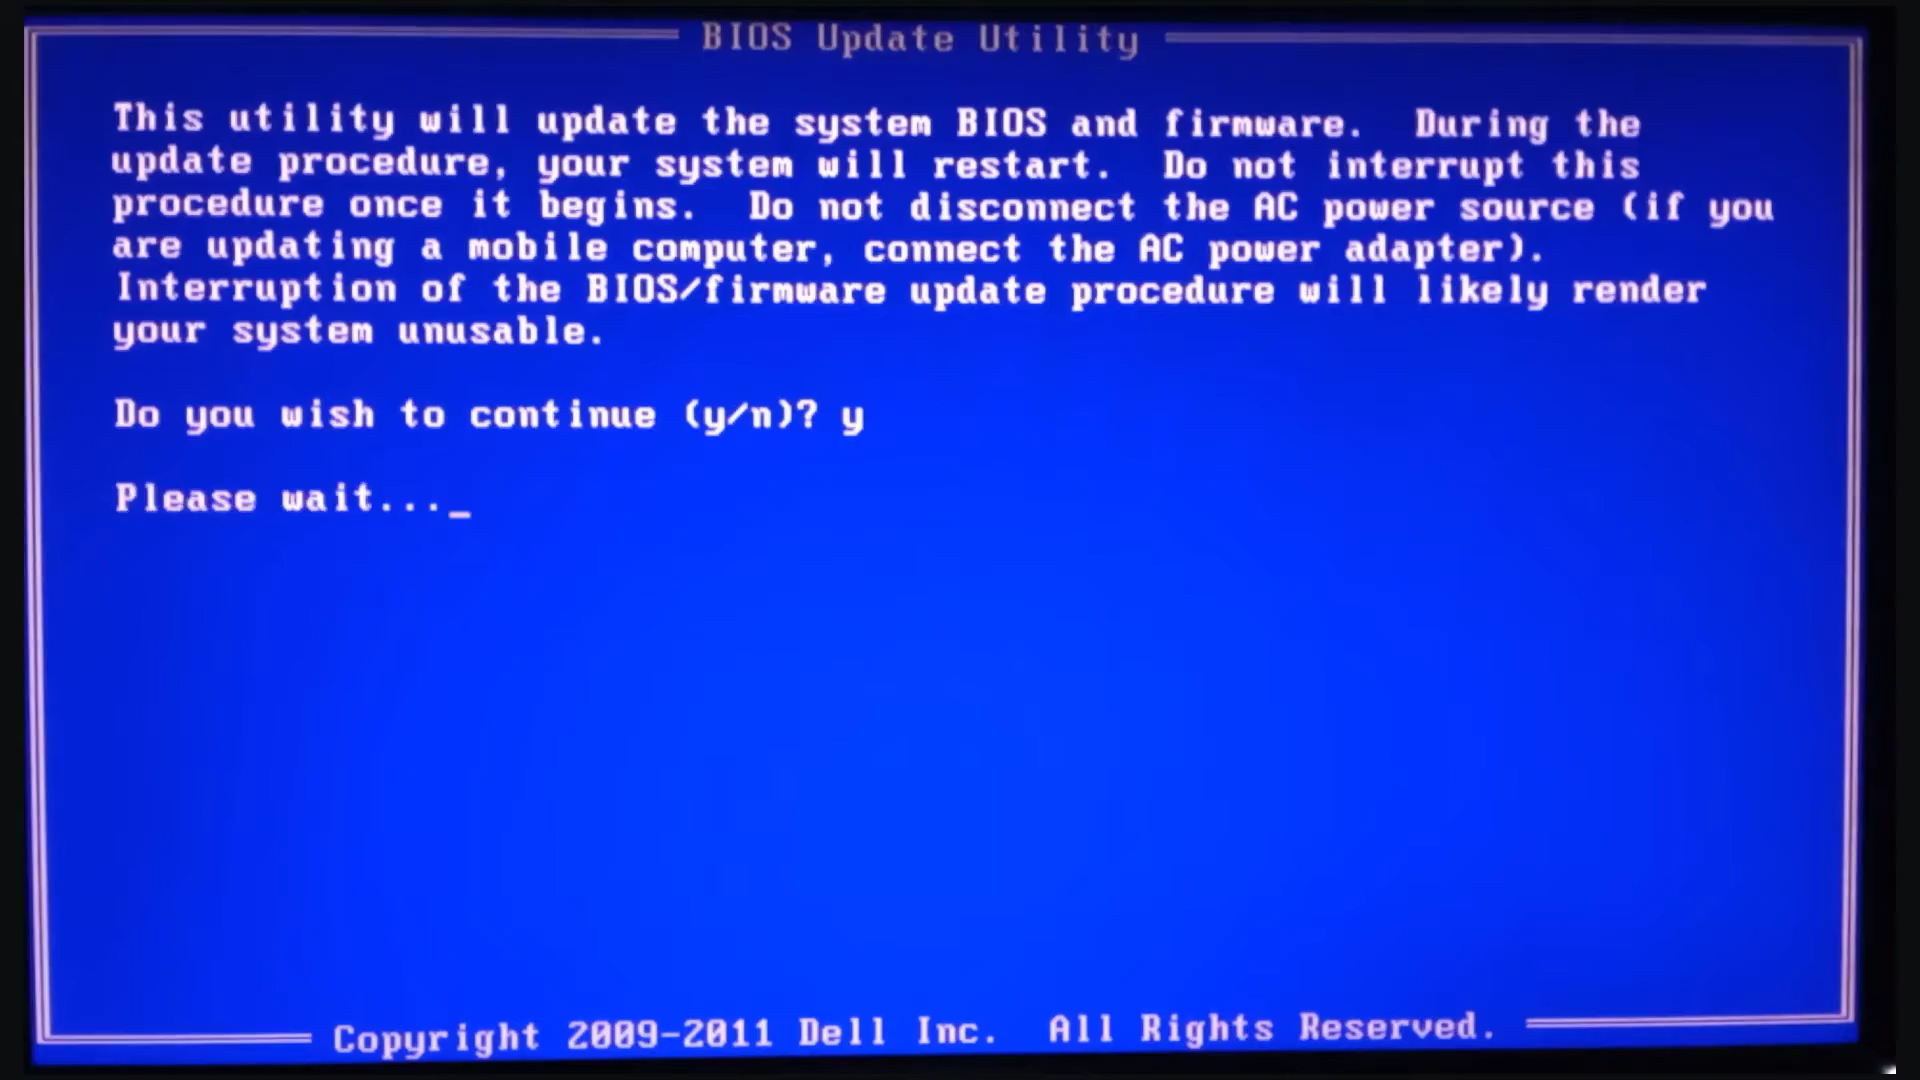 BIOS Update Utility
This utility will update the system BIOS and firmware.  During the
update procedure, your system will restart.  Do not interrupt this
procedure once it begins.  Do not disconnect the AC power source (if you
are updating a mobile computer, connect the AC power adapter).
Interruption of the BIOS/firmware update procedure will likely render
your system unusable.
Do you wish to continue (y/n)? y
Please wait..._
Copyright 2009-2011 Dell Inc.  All Rights Reserved.